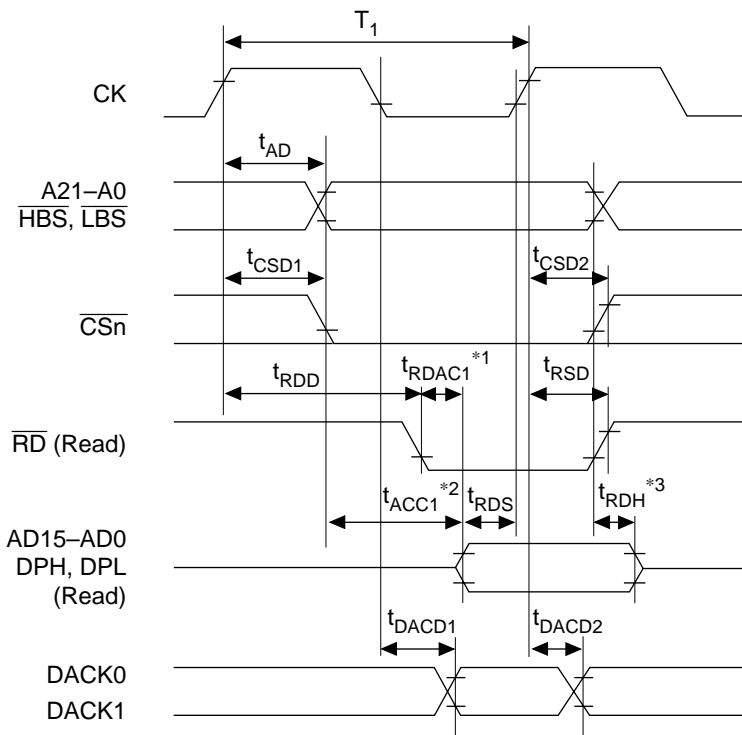 T1
CK
tAD
A21–A0
HBS, LBS
tCSD1
tCSD2
CSn
tRDD
tRDAC1*1
tRSD
RD (Read)
tACC1*2
tRDS
tRDH*3
AD15–AD0
DPH, DPL
(Read)
tDACD1
tDACD2
DACK0
DACK1